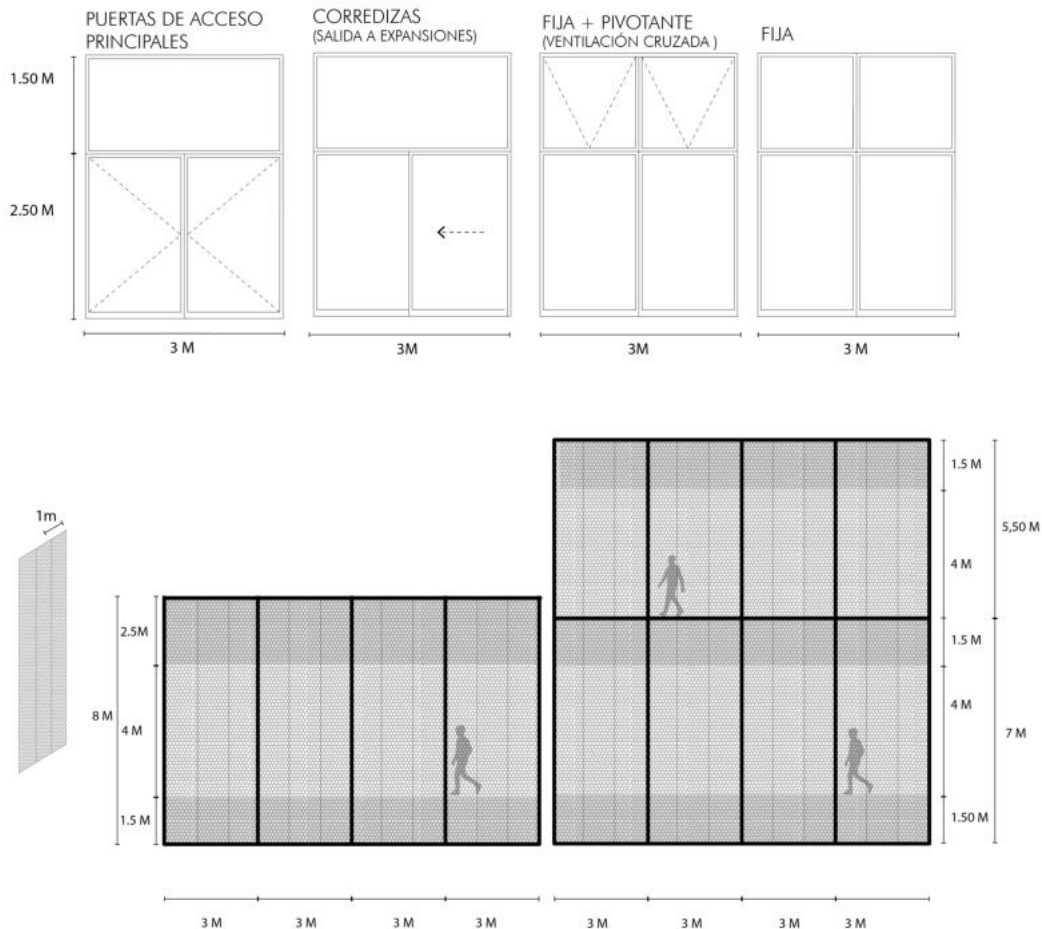 PUERTAS DE ACCESO
PRINCIPALES
CORREDIZAS
(SALIDA A EXPANSIONES)
FIJA + PIVOTANTE
(VENTILACIÓN CRUZADA )
FIJA
1.50 M
2.50 M
3 M
3M
3M
3 M
1m
8 M
2.5M
4 M
1.5 M
1.5 M
4 M
1.5 M
4 M
1.50 M
5,50 M
7 M
3 M
3 M
3 M
3 M
3 M
3 M
3 M
3 M